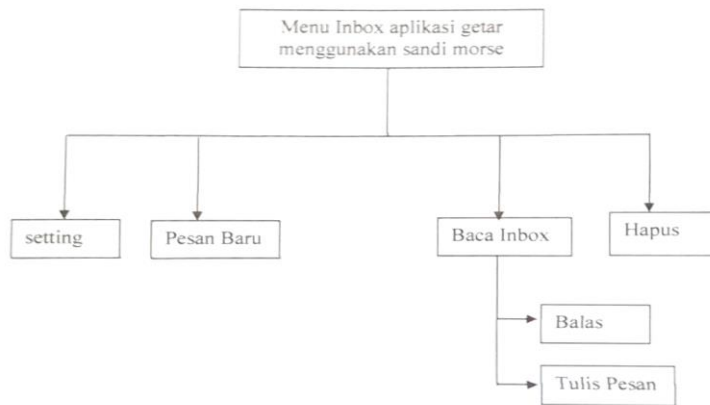 Menu Inbox aplikasi getar
menggunakan sandi morse
setting
Pesan Baru
Baca Inbox
Hapus
Balas
Tulis Pesan